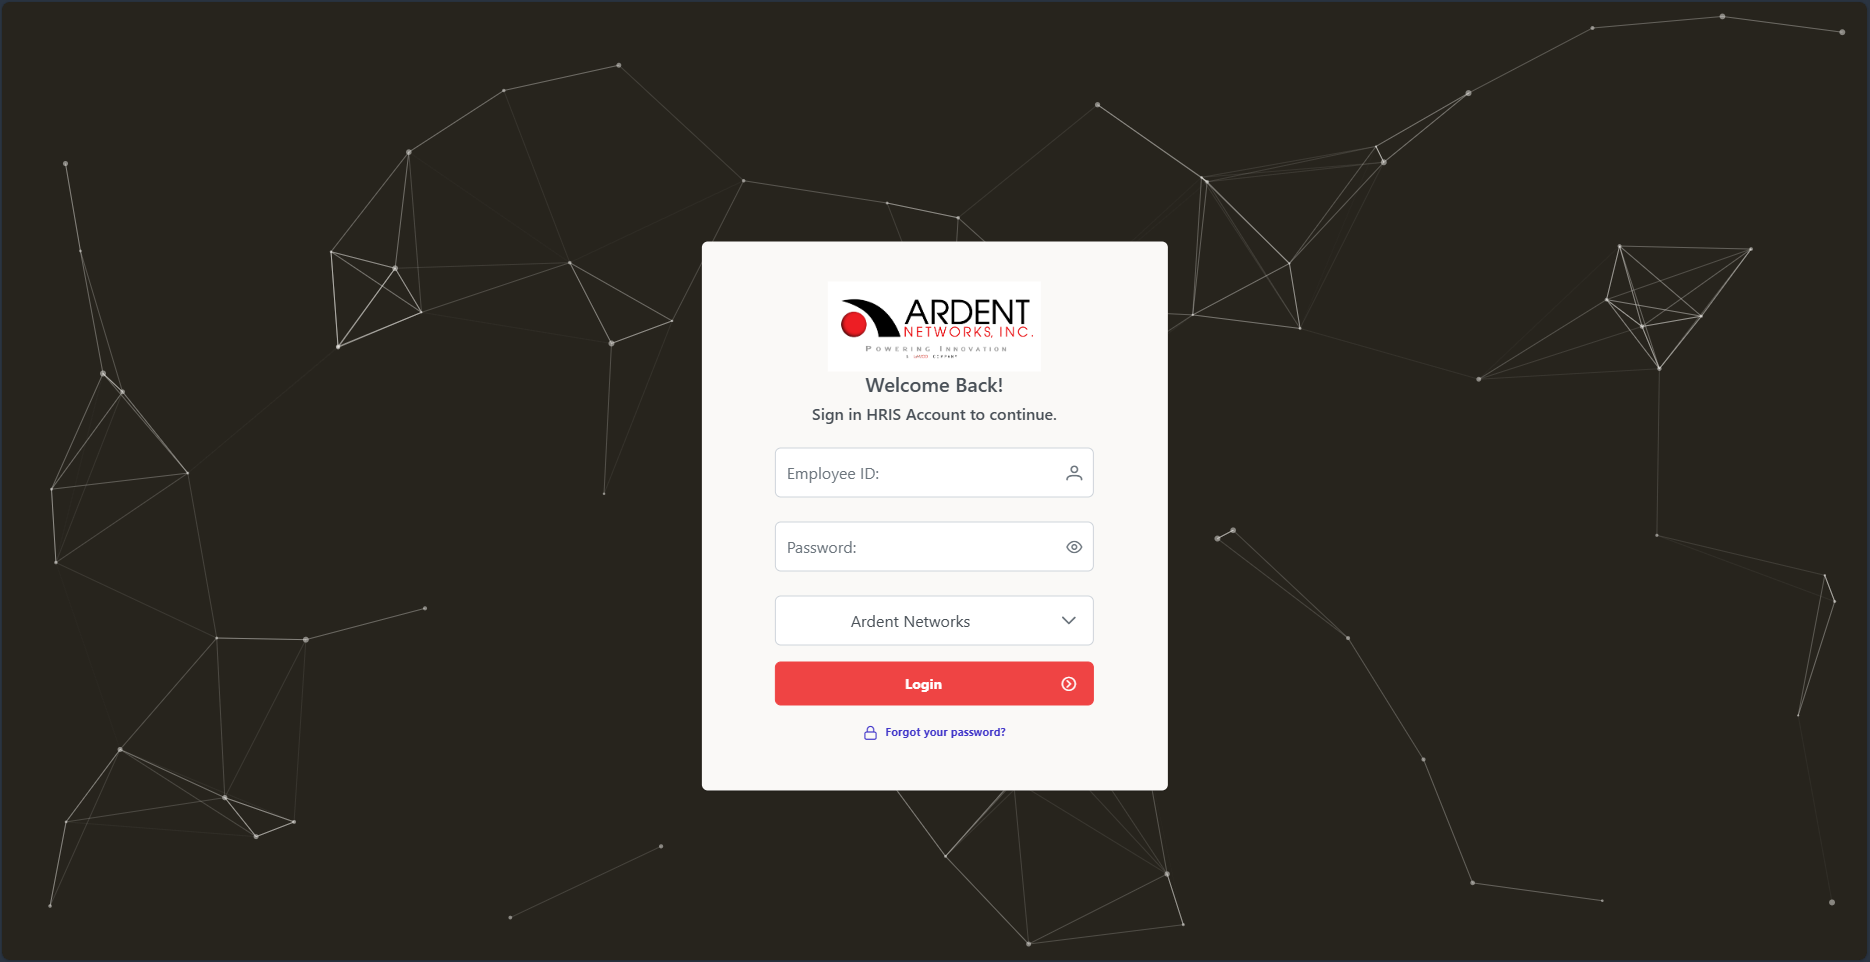 ARDENT
NETWORKS, INC.
POWERING INNOVATION
Welcome Back!
Sign in HRIS Account to continue.
Employee ID:
Password:
Ardent Networks
Login
Forgot your password?